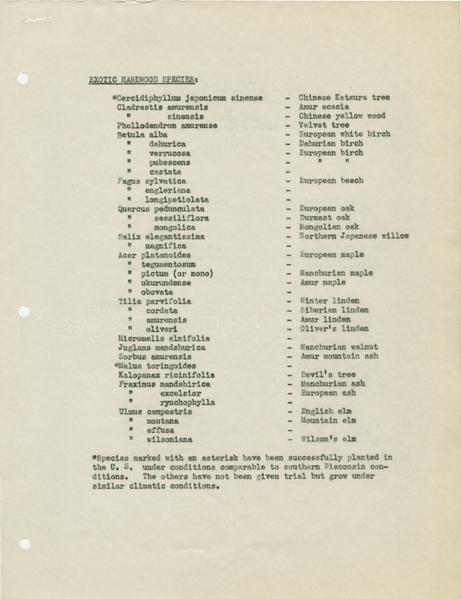 EXOTIC HARDWOOD SPECIES:
*Cercidiphyllum japonicum sinense - Chinese Katsura tree
Cladrastis amurensis - Amur acacia
" sinensis - Chinese yellow wood
Phellodendron amurense - Velvet tree
Betula alba - European white birch
" dahurica - Dahurian birch
" verrucosa - European birch
" pubescens - " "
" costata -
Fagus sylvatica - European beech
" engleriana -
" longipetiolata -
Quercus pedunculata - European oak
" sessiliflora - Durmast oak
" mongolica - Mongolian oak
Salix elegantissima - Northern Japanese willow
" magnifica -
Acer platanoides - European maple
" tegumentosum -
" pictum (or mono) - Manchurian maple
" ukurundense - Amur maple
" obovata -
Tilia parvifolia - Winter linden
" cordata - Siberian linden
" amurensis - Amur linden
" oliveri - Oliver's linden
Micromelis alnifolia -
Juglans mandshurica - Manchurian walnut
Sorbus amurensis - Amur mountain ash
*Malus toringoides -
Kalopanax ricinifolia - Devil's tree
Fraxinus mandshirica - Manchurian ash
" excelsior - European ash
" rynchophylla -
Ulmus campestris - English elm
" montana - Mountain elm
" effusa -
" wilsoniana - Wilson's elm
*Species marked with an asterisk have been successfully planted in
the U. S. under conditions comparable to southern Wisconsin con-
ditions. The others have not been given trial but grow under
similar climatic conditions.